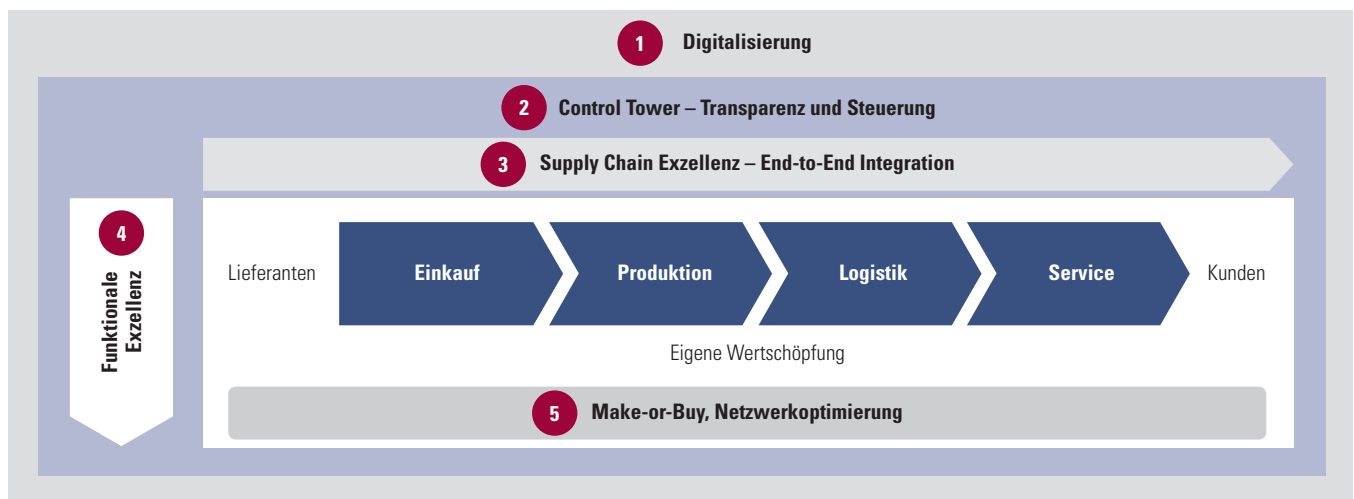 1 Digitalisierung
2 Control Tower – Transparenz und Steuerung
3 Supply Chain Exzellenz – End-to-End Integration
4
Funktionale
Exzellenz
Lieferanten
Einkauf
Produktion
Logistik
Service
Kunden
Eigene Wertschöpfung
5 Make-or-Buy, Netzwerkoptimierung